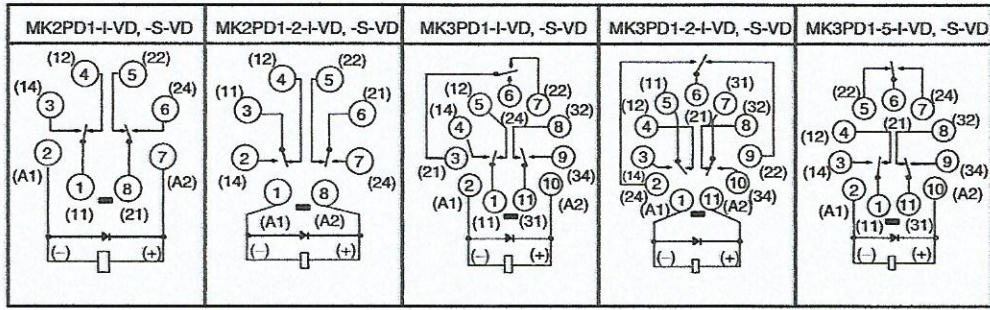 MK2PD1-I-VD, -S-VD
MK2PD1-2-I-VD, -S-VD
MK3PD1-I-VD, -S-VD
MK3PD1-2-I-VD, -S-VD
MK3PD1-5-I-VD, -S-VD
(12) (22)
4 5
(14) (24)
3 6
2 7
(A1) 1 8 (A2)
(11) (21)
(−) (+)
(12) (22)
4 5
(11) (21)
3 6
2 7
(14) 1 8 (24)
(A1) (A2)
(−) (+)
6
(12) 5 7 (22)
(14) (24) (32)
4 8
3 9
(21) (34)
2 10
(A1) 1 11 (A2)
(11) (31)
(−) (+)
(11) 6 (31)
5 7
(12) (21) (32)
4 8
3 9
(14) (22)
2 10
(24) 1 11 (34)
(A1) (A2)
(−) (+)
(22) 6 (24)
5 7
(12) (21) (32)
4 8
(14) 3 9 (34)
2 10
(A1) 1 11 (A2)
(11) (31)
(−) (+)